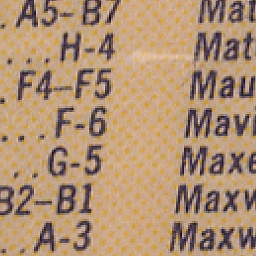 . A5-B7 Mat
... H-4 Mat
. F4-F5 Mau
... F-6 Mavi
.. G-5 Maxe
B2-B1 Maxw
.. A-3 Maxw